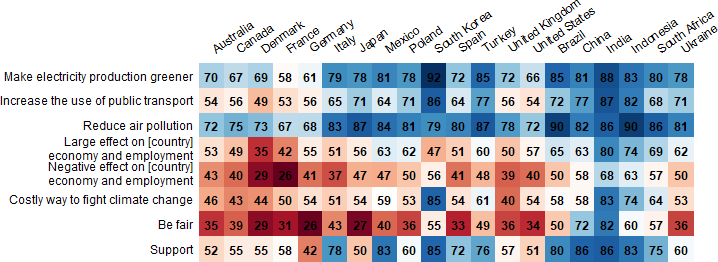 Australia Canada Denmark France Germany Italy Japan Mexico Poland South Korea Spain Turkey United Kingdom United States Brazil China India Indonesia South Africa Ukraine
Make electricity production greener 70 67 69 58 61 79 78 81 78 92 72 85 72 66 85 81 88 83 80 78
Increase the use of public transport 54 56 49 53 56 65 71 64 71 86 64 77 56 54 72 77 87 82 68 71
Reduce air pollution 72 75 73 67 68 83 87 84 81 79 80 87 78 72 90 82 86 90 86 81
Large effect on [country]
economy and employment 53 49 35 42 55 51 56 63 62 47 51 60 50 57 65 63 80 74 69 62
Negative effect on [country]
economy and employment 43 40 29 26 41 37 47 47 50 56 41 48 39 40 50 58 68 63 57 50
Costly way to fight climate change 46 43 44 50 54 51 54 59 53 85 54 61 40 54 58 58 83 74 64 53
Be fair 35 39 29 31 26 43 27 40 36 55 33 49 36 34 50 72 82 60 57 36
Support 52 55 55 58 42 78 50 83 60 85 72 76 57 51 80 86 86 83 75 60